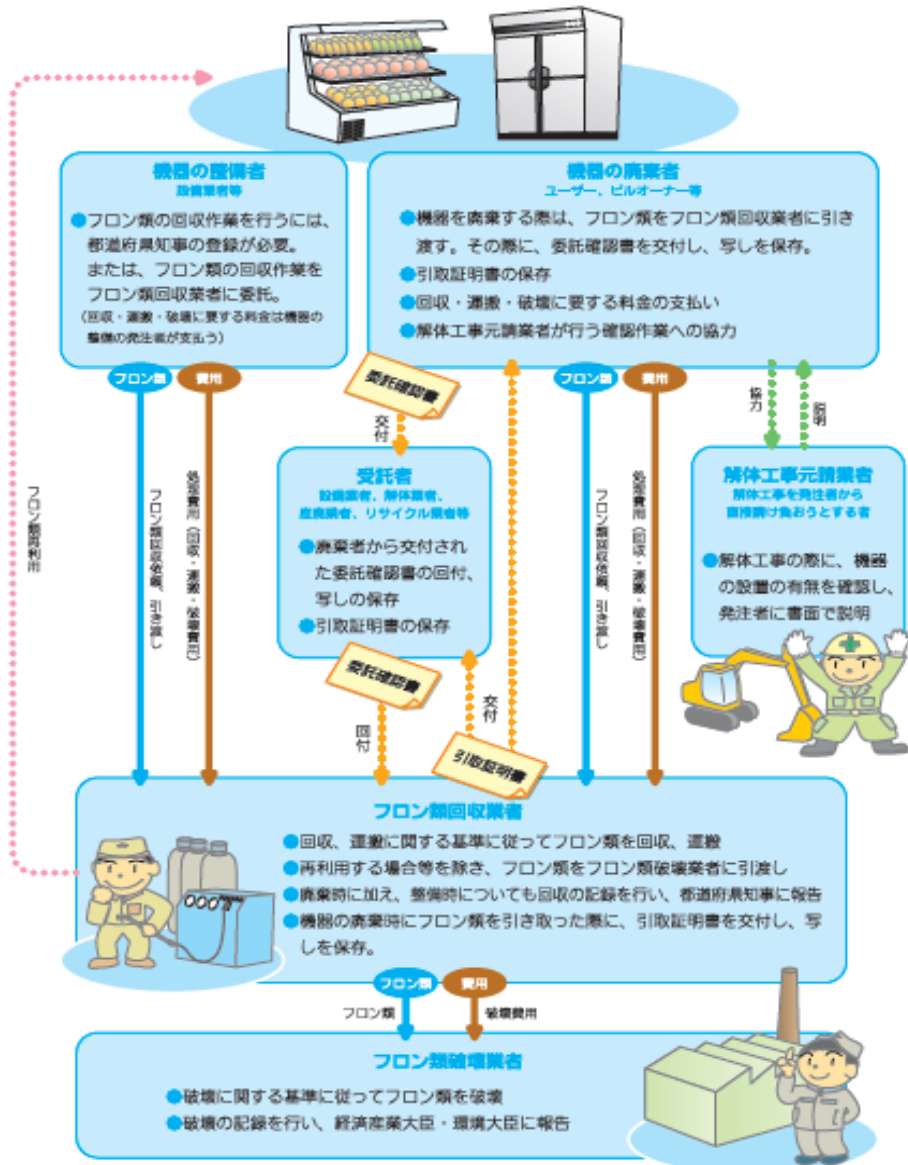 機器の整備者
設備業者等
●フロン類の回収作業を行うには、
都道府県知事の登録が必要。
または、フロン類の回収作業を
フロン類回収業者に委託。
（回収・運搬・破壊に要する料金は機器の
整備の発注者が支払う）
機器の廃棄者
ユーザー、ビルオーナー等
●機器を廃棄する際は、フロン類をフロン類回収業者に引き
渡す。その際に、委託確認書を交付し、写しを保存。
●引取証明書の保存
●回収・運搬・破壊に要する料金の支払い
●解体工事元請業者が行う確認作業への協力
フロン類
費用
委託確認書
フロン類
費用
交付
協力
説明
フロン類再利用
フロン類回収依頼、引き渡し
処理費用（回収・運搬・破壊費用）
受託者
設備業者、解体業者、
産廃業者、リサイクル業者等
●廃棄者から交付され
た委託確認書の回付、
写しの保存
●引取証明書の保存
フロン類回収依頼、引き渡し
処理費用（回収・運搬・破壊費用）
解体工事元請業者
解体工事を発注者から
直接請け負おうとする者
●解体工事の際に、機器
の設置の有無を確認し、
発注者に書面で説明
委託確認書
回付
交付
引取証明書
フロン類回収業者
●回収、運搬に関する基準に従ってフロン類を回収、運搬
●再利用する場合等を除き、フロン類をフロン類破壊業者に引渡し
●廃棄時に加え、整備時についても回収の記録を行い、都道府県知事に報告
●機器の廃棄時にフロン類を引き取った際に、引取証明書を交付し、写
しを保存。
フロン類
費用
フロン類
破壊費用
フロン類破壊業者
●破壊に関する基準に従ってフロン類を破壊
●破壊の記録を行い、経済産業大臣・環境大臣に報告